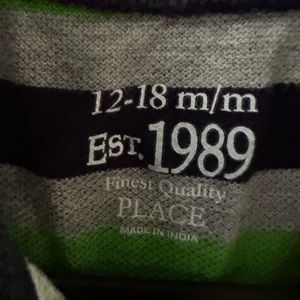 12-18 m/m
EST. 1989
Finest Quality
PLACE
MADE IN INDIA